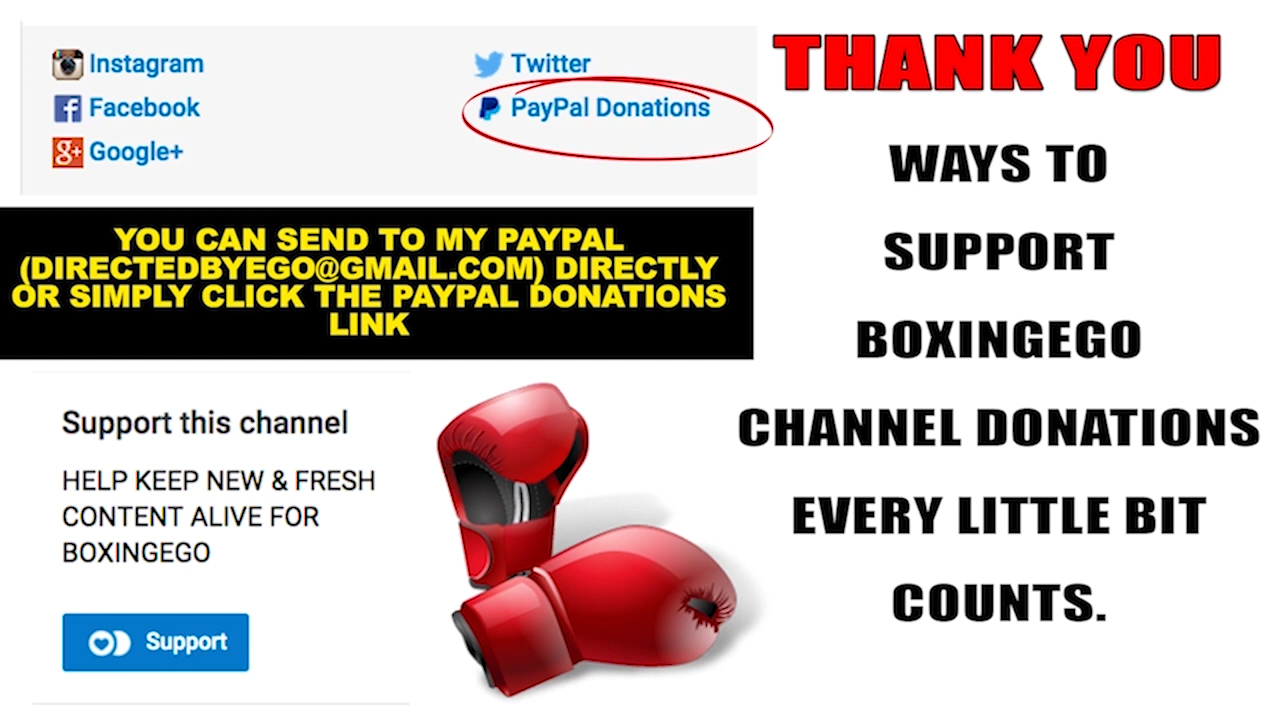 Instagram
Twitter
Facebook
PayPal Donations
Google+
YOU CAN SEND TO MY PAYPAL
(DIRECTEDBYEGO@GMAIL.COM) DIRECTLY
OR SIMPLY CLICK THE PAYPAL DONATIONS
LINK
Support this channel
HELP KEEP NEW & FRESH
CONTENT ALIVE FOR
BOXINGEGO
Support
THANK YOU
WAYS TO
SUPPORT
BOXINGEGO
CHANNEL DONATIONS
EVERY LITTLE BIT
COUNTS.